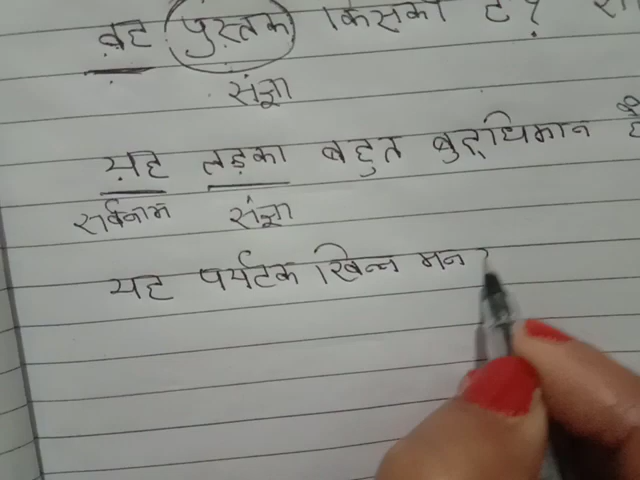 वह पुस्तक किसकी है?
संज्ञा
यह लड़का बहुत बुद्धिमान है
सर्वनाम संज्ञा
यह पर्यटक खिन्न मन